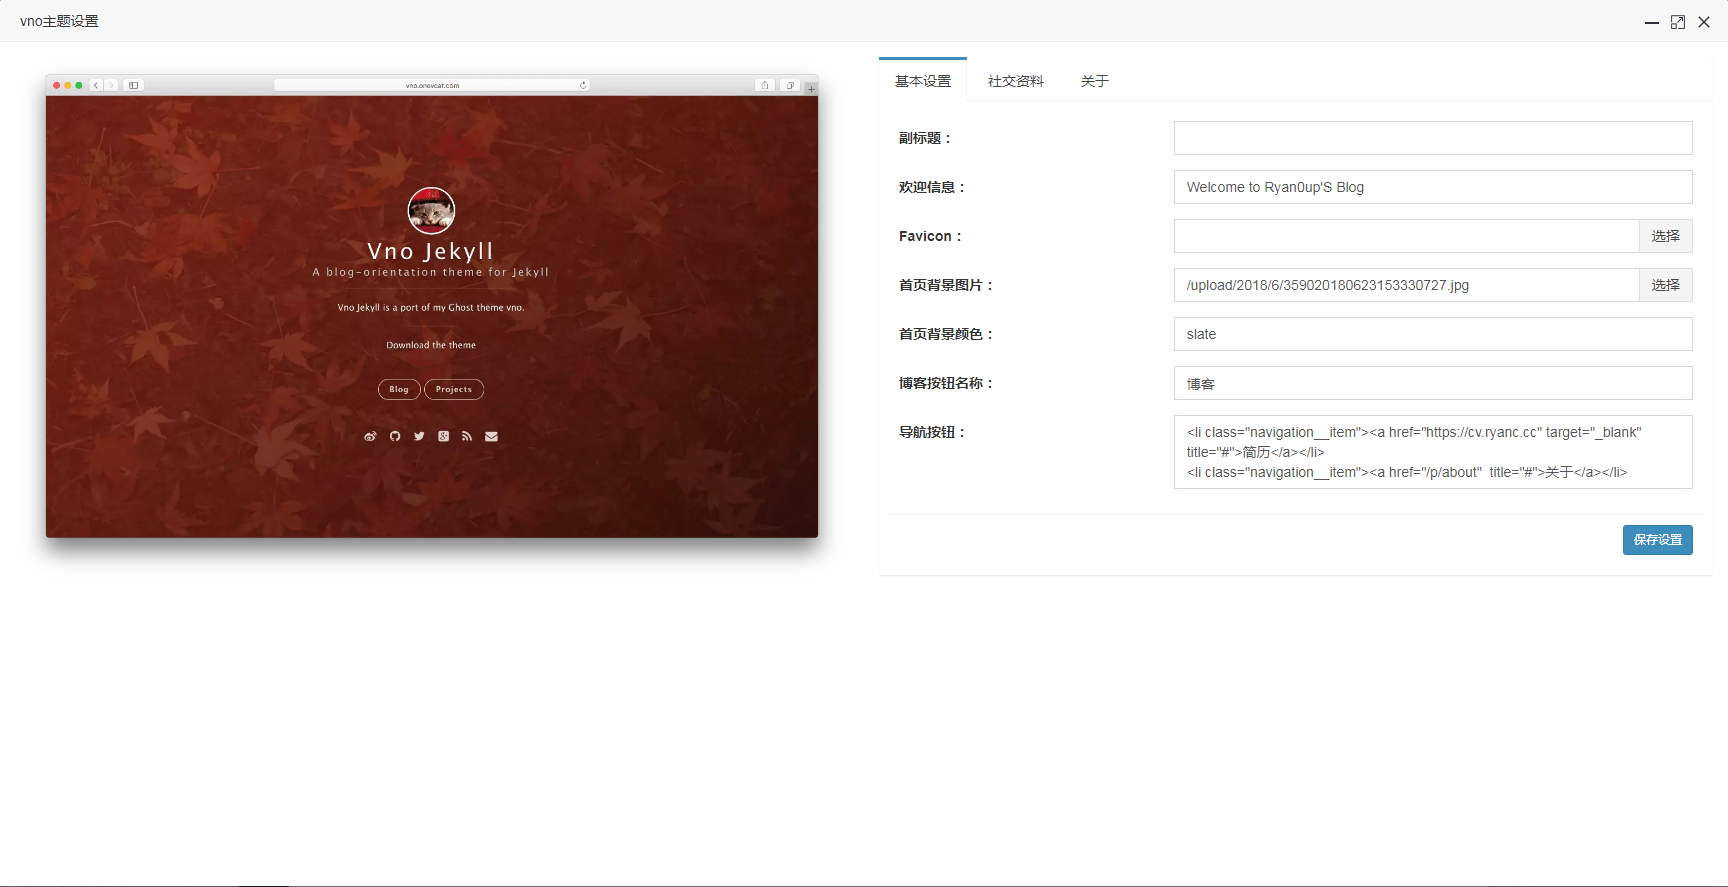 vno主题设置
vno.onevcat.com
Vno Jekyll
A blog-orientation theme for Jekyll
Vno Jekyll is a port of my Ghost theme vno.
Download the theme
Blog
Projects
基本设置
社交资料
关于
副标题：
欢迎信息：
Welcome to Ryan0up'S Blog
Favicon：
选择
首页背景图片：
/upload/2018/6/359020180623153330727.jpg
选择
首页背景颜色：
slate
博客按钮名称：
博客
导航按钮：
<li class="navigation__item"><a href="https://cv.ryanc.cc" target="_blank"
title="#">简历</a></li>
<li class="navigation__item"><a href="/p/about"  title="#">关于</a></li>
保存设置